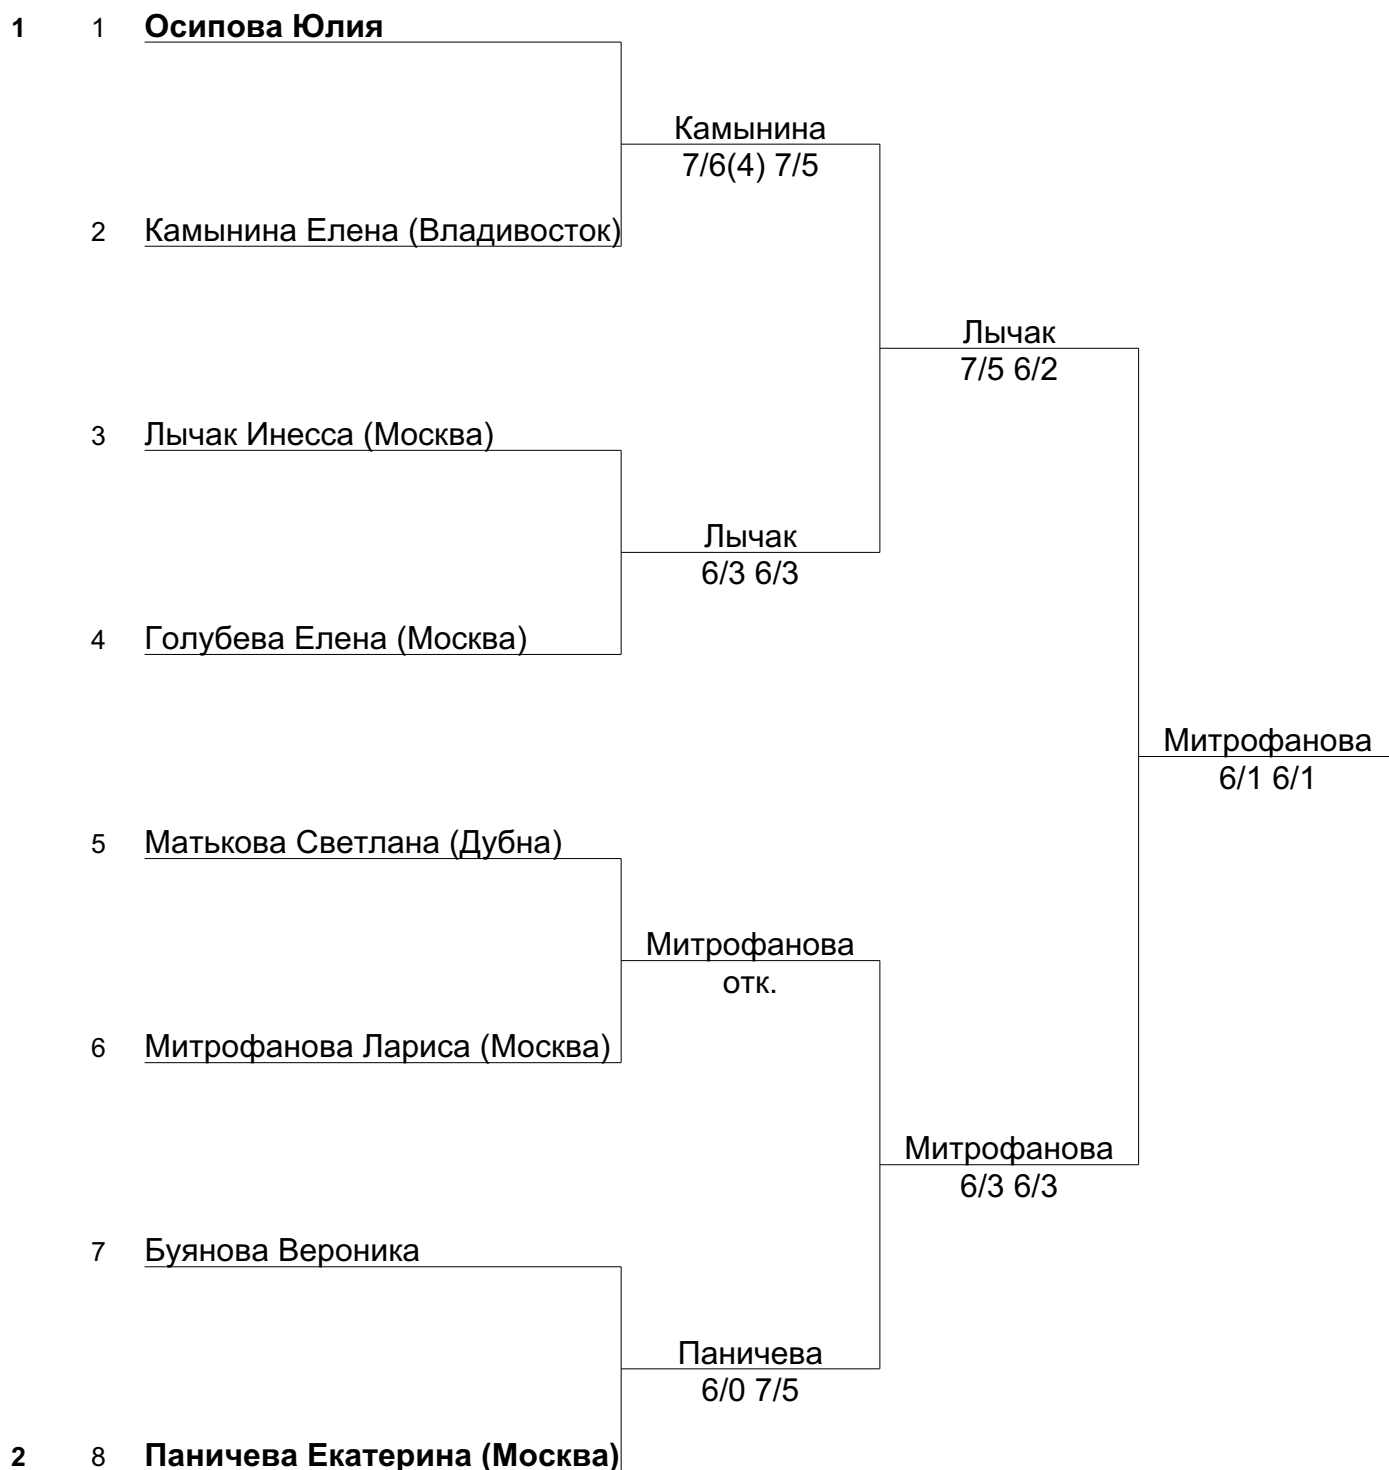 1 1 Осипова Юлия
Камынина
7/6(4) 7/5
2 Камынина Елена (Владивосток)
Лычак
7/5 6/2
3 Лычак Инесса (Москва)
Лычак
6/3 6/3
4 Голубева Елена (Москва)
Митрофанова
6/1 6/1
5 Матькова Светлана (Дубна)
Митрофанова
отк.
6 Митрофанова Лариса (Москва)
Митрофанова
6/3 6/3
7 Буянова Вероника
Паничева
6/0 7/5
2 8 Паничева Екатерина (Москва)